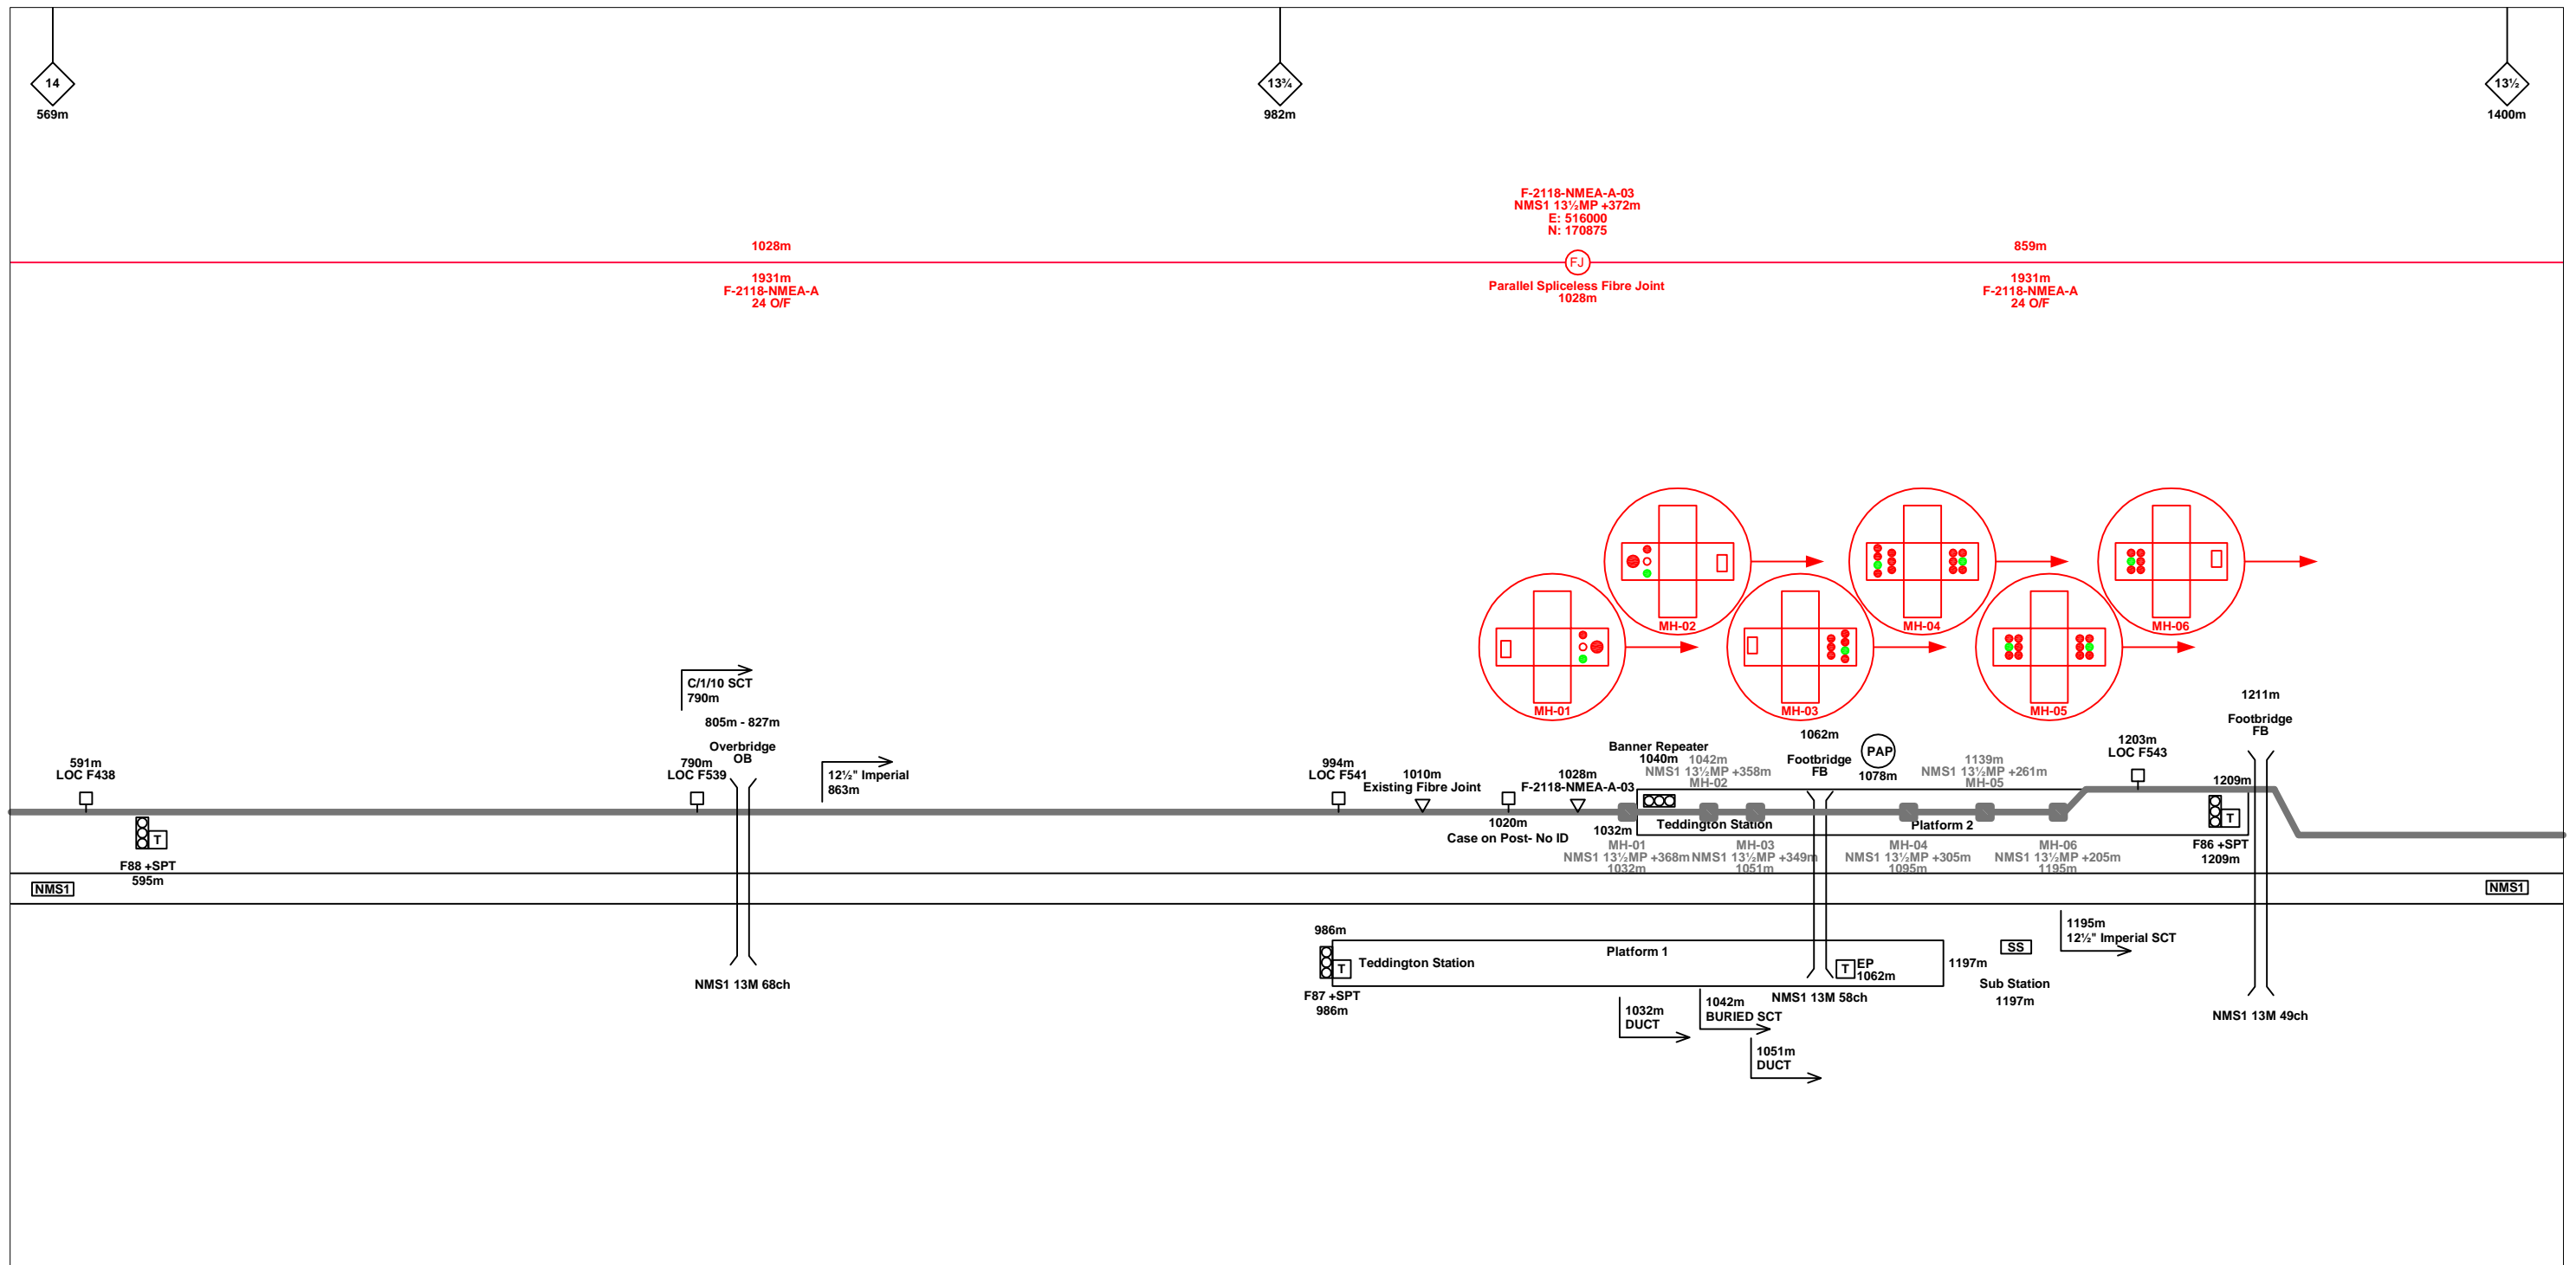 14
569m
13¾
982m
13½
1400m
F-2118-NMEA-A-03
NMS1 13½MP +372m
E: 516000
N: 170875
1028m
FJ
859m
1931m
F-2118-NMEA-A
24 O/F
Parallel Spliceless Fibre Joint
1028m
1931m
F-2118-NMEA-A
24 O/F
MH-02
MH-04
MH-06
MH-01
MH-03
MH-05
C/1/10 SCT
790m
805m - 827m
Overbridge
OB
591m
LOC F438
790m
LOC F539
12½" Imperial
863m
994m
LOC F541
1010m
Existing Fibre Joint
1028m
F-2118-NMEA-A-03
Banner Repeater
1040m
1042m
NMS1 13½MP +358m
MH-02
1062m
Footbridge
FB
PAP
1078m
1139m
NMS1 13½MP +261m
MH-05
1203m
LOC F543
1211m
Footbridge
FB
1209m
T
F88 +SPT
595m
1020m
Case on Post- No ID
1032m
Teddington Station
Platform 2
T
F86 +SPT
1209m
MH-01
NMS1 13½MP +368m
1032m
MH-03
NMS1 13½MP +349m
1051m
MH-04
NMS1 13½MP +305m
1095m
MH-06
NMS1 13½MP +205m
1195m
NMS1
NMS1
986m
T
Teddington Station
Platform 1
T
EP
1062m
1197m
SS
Sub Station
1197m
1195m
12½" Imperial SCT
NMS1 13M 68ch
F87 +SPT
986m
NMS1 13M 58ch
NMS1 13M 49ch
1032m
DUCT
1042m
BURIED SCT
1051m
DUCT